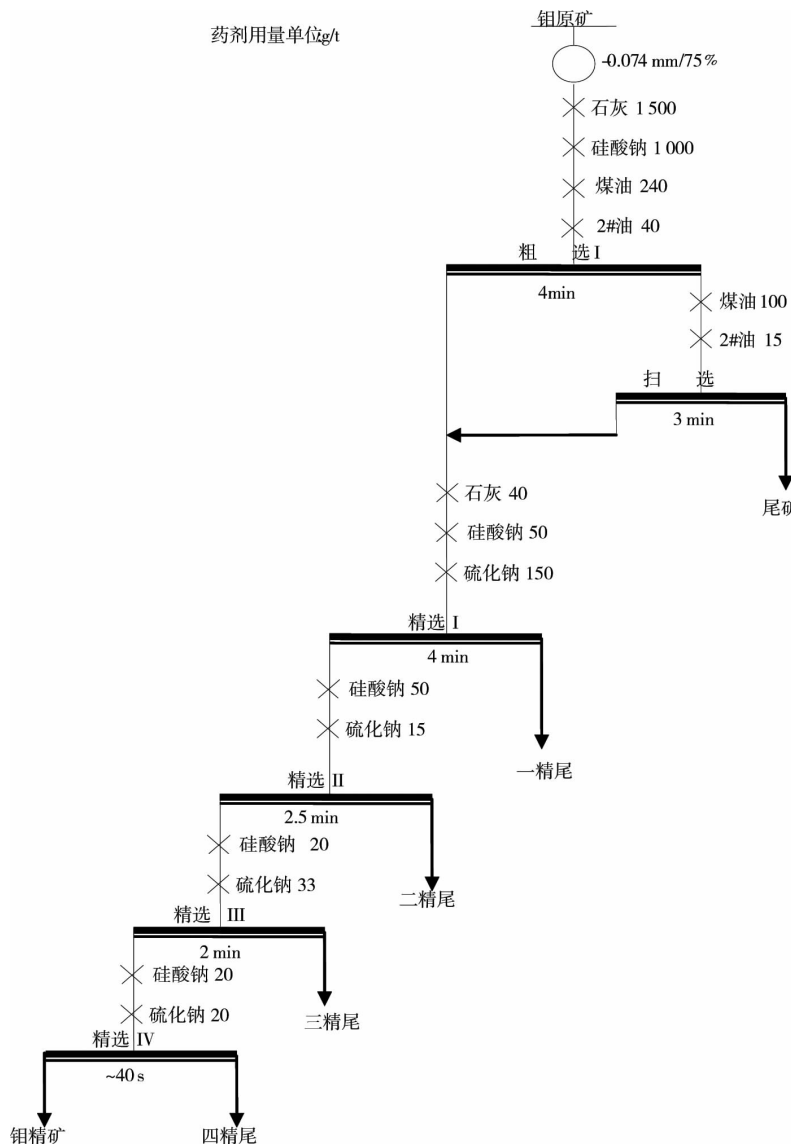 钼原矿
药剂用量单位g/t
-0.074 mm/75%
石灰 1 500
硅酸钠 1 000
煤油 240
2#油 40
粗 选 I
4min
煤油 100
2#油 15
扫 选
3 min
尾矿
石灰 40
硅酸钠 50
硫化钠 150
精选 I
4 min
硅酸钠 50
硫化钠 15
一精尾
精选 II
2.5 min
硅酸钠 20
硫化钠 33
二精尾
精选 III
2 min
硅酸钠 20
硫化钠 20
三精尾
精选 IV
~40 s
钼精矿
四精尾